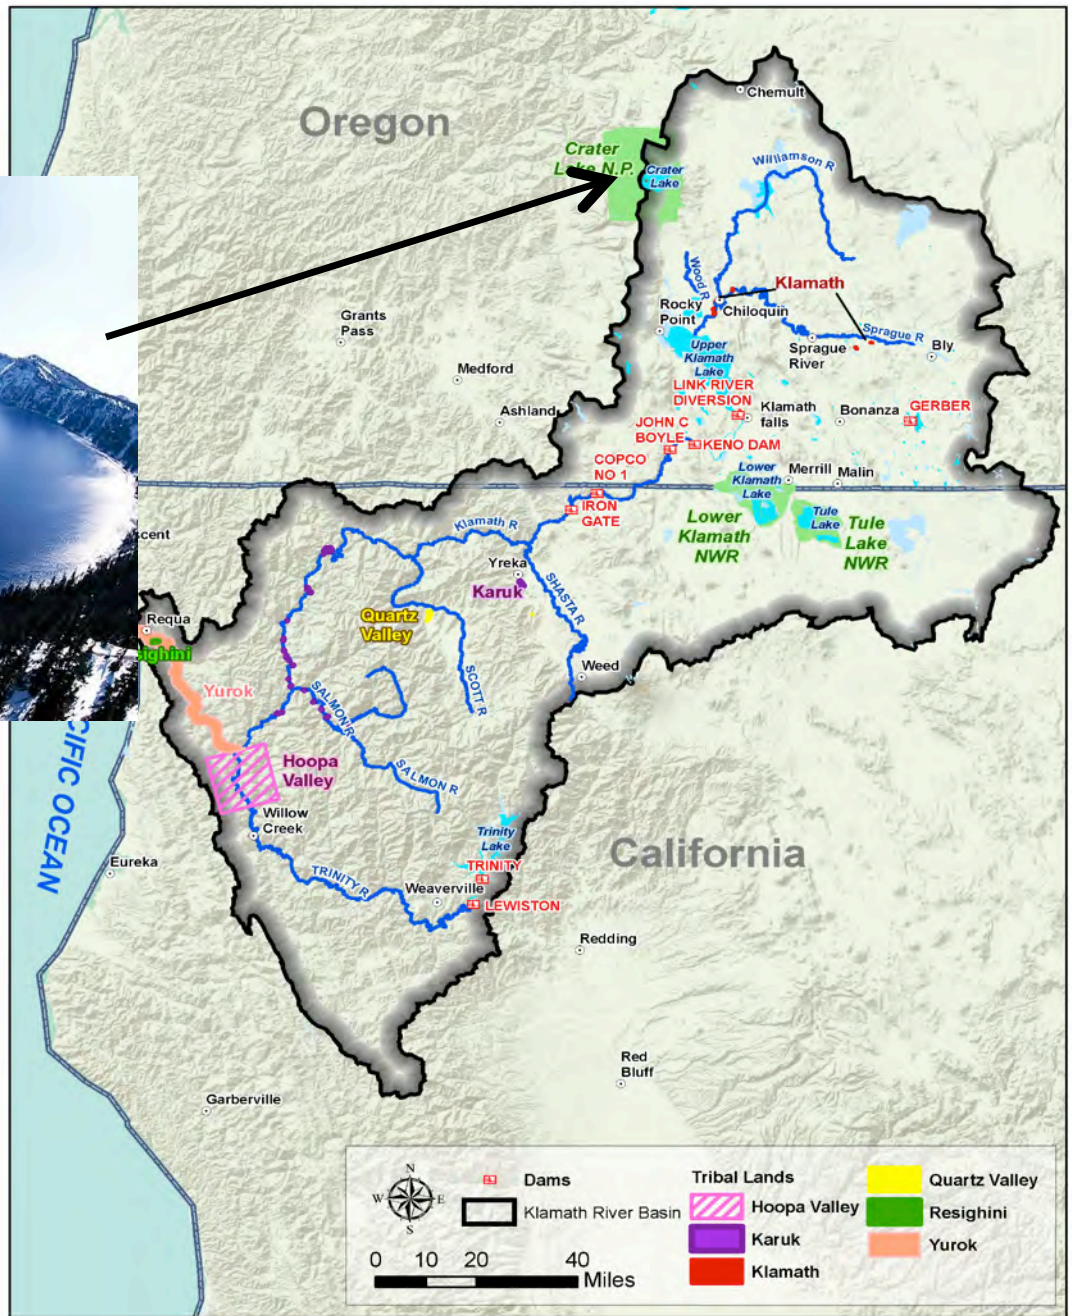 Oregon
Chemult
Crater
Lake N.P.
Crater
Lake
Williamson R
Wood R
Klamath
Grants
Pass
Rocky
Point
Chiloquin
Sprague R
Sprague
River
Bly
Upper
Klamath
Lake
Medford
LINK RIVER
DIVERSION
Klamath
falls
Bonanza
GERBER
Ashland
JOHN C
BOYLE
KENO DAM
COPCO
NO 1
Lower
Klamath
Lake
Merrill
Malin
IRON
GATE
Lower
Klamath
NWR
Tule
Lake
Tule
Lake
NWR
Klamath R
scent
Yreka
Karuk
SHASTA R
Quartz
Valley
Requa
sighini
Weed
Yurok
SALMON R
SCOTT R
CIFIC OCEAN
Hoopa
Valley
SALMON R
Willow
Creek
Trinity
Lake
California
Eureka
TRINITY R
TRINITY
Weaverville
LEWISTON
Redding
Red
Bluff
Garberville
N
W E
S
Dams
Klamath River Basin
0 10 20 40
Miles
Tribal Lands
Hoopa Valley
Karuk
Klamath
Quartz Valley
Resighini
Yurok